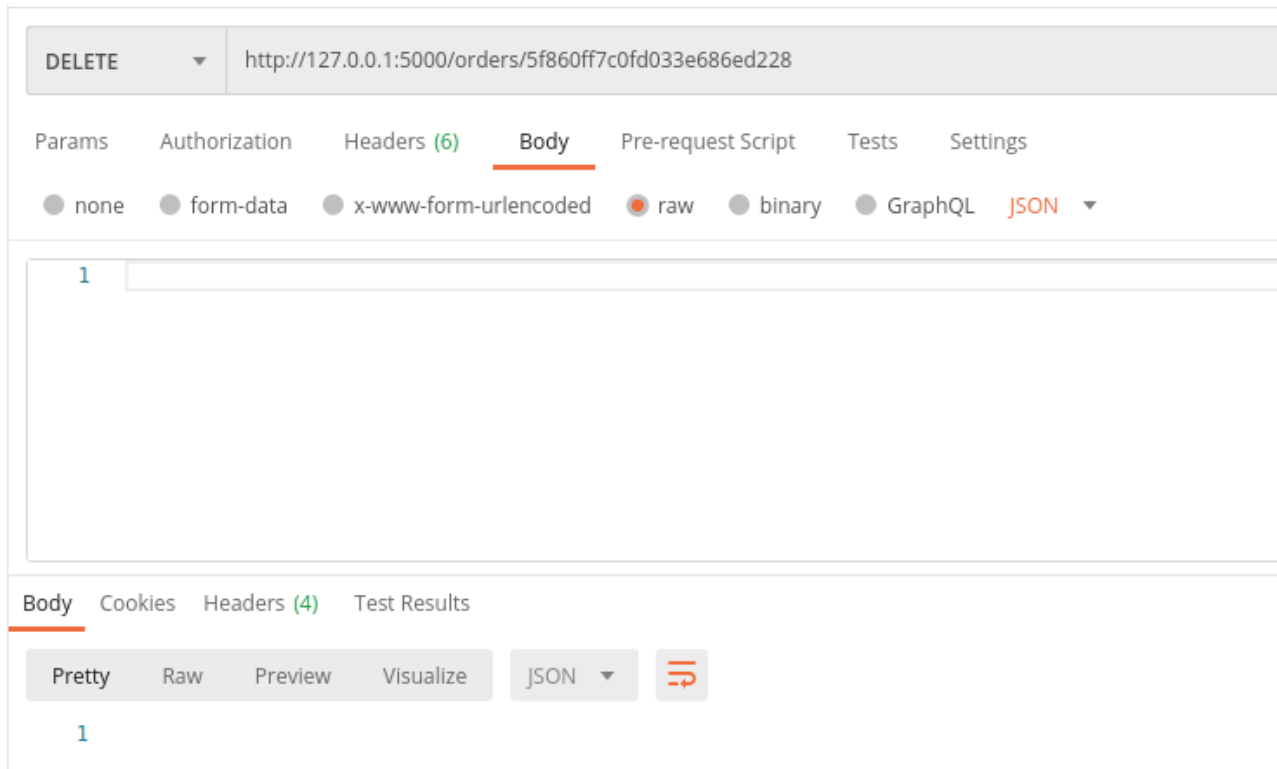 DELETE http://127.0.0.1:5000/orders/5f860ff7c0fd033e686ed228
Params Authorization Headers (6) Body Pre-request Script Tests Settings
none form-data x-www-form-urlencoded raw binary GraphQL JSON
1
Body Cookies Headers (4) Test Results
Pretty Raw Preview Visualize JSON
1